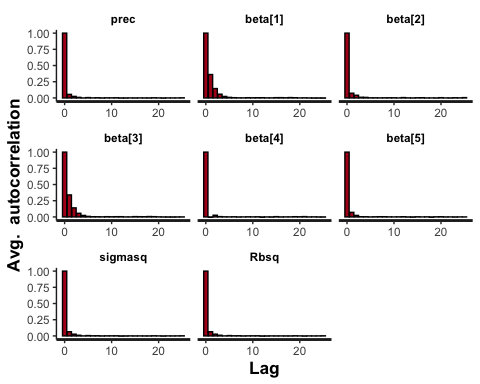 prec beta[1] beta[2]
1.00
0.75
0.50
0.25
0.00
0 10 20 0 10 20 0 10 20
beta[3] beta[4] beta[5]
1.00
0.75
0.50
0.25
0.00
0 10 20 0 10 20 0 10 20
sigmasq Rbsq
1.00
0.75
0.50
0.25
0.00
0 10 20 0 10 20
Avg. autocorrelation
Lag